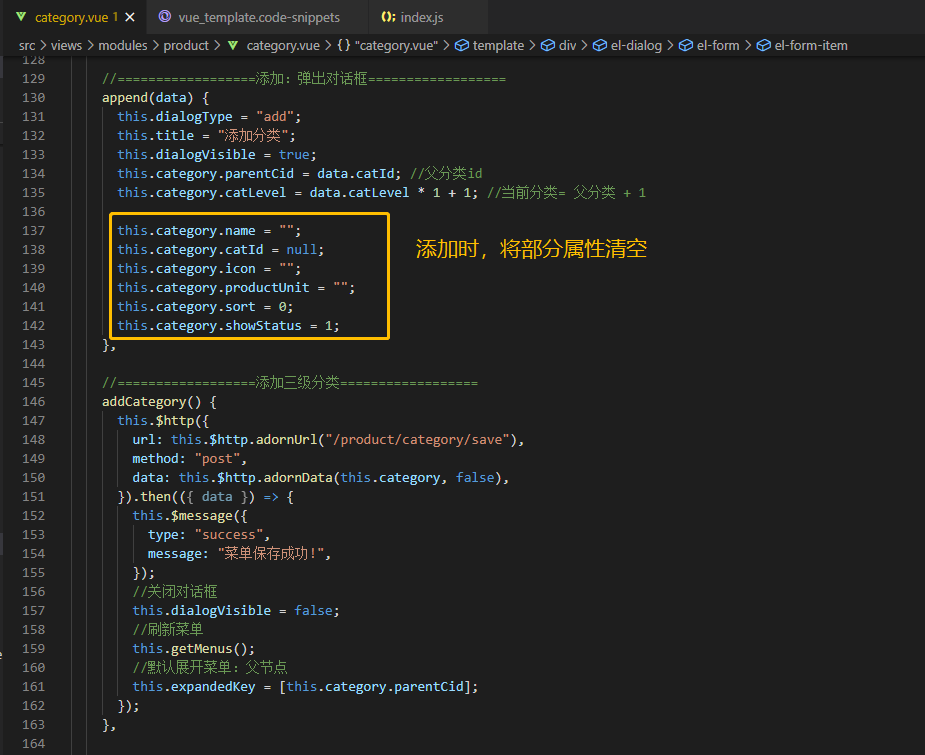 category.vue 1 ×
vue_template.code-snippets
index.js
src > views > modules > product > category.vue > {} "category.vue" > template > div > el-dialog > el-form > el-form-item
128
129 //==================添加：弹出对话框==================
130 append(data) {
131 this.dialogType = "add";
132 this.title = "添加分类";
133 this.dialogVisible = true;
134 this.category.parentCid = data.catId; //父分类id
135 this.category.catLevel = data.catLevel * 1 + 1; //当前分类= 父分类 + 1
136
137 this.category.name = "";
138 this.category.catId = null;
添加时，将部分属性清空
139 this.category.icon = "";
140 this.category.productUnit = "";
141 this.category.sort = 0;
142 this.category.showStatus = 1;
143 },
144
145 //==================添加三级分类==================
146 addCategory() {
147 this.$http({
148 url: this.$http.adornUrl("/product/category/save"),
149 method: "post",
150 data: this.$http.adornData(this.category, false),
151 }).then(({ data }) => {
152 this.$message({
153 type: "success",
154 message: "菜单保存成功!",
155 });
156 //关闭对话框
157 this.dialogVisible = false;
158 //刷新菜单
159 this.getMenus();
160 //默认展开菜单：父节点
161 this.expandedKey = [this.category.parentCid];
162 });
163 },
164